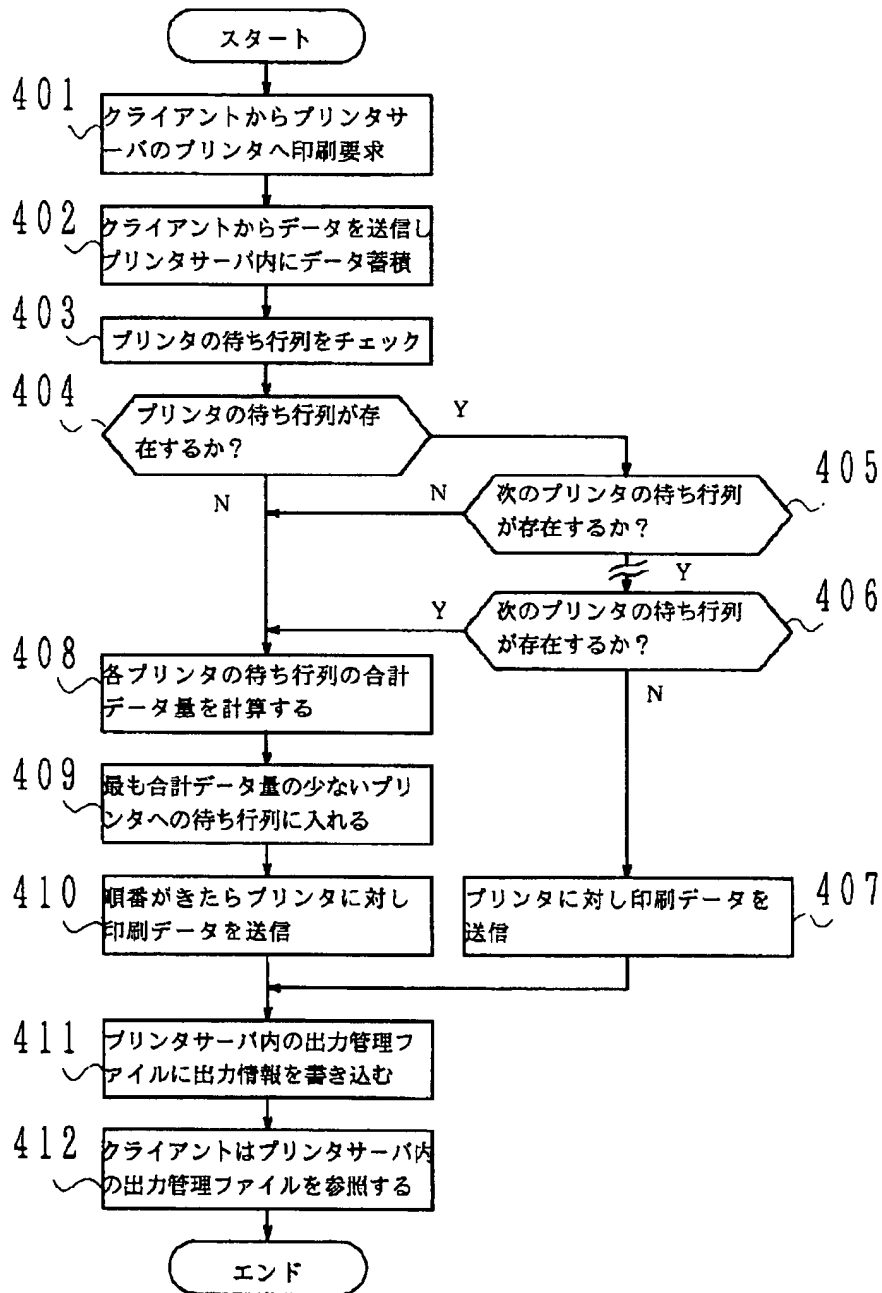 スタート
401
クライアントからプリンタサ
ーバのプリンタへ印刷要求
402
クライアントからデータを送信し
プリンタサーバ内にデータ蓄積
403
プリンタの待ち行列をチェック
404
プリンタの待ち行列が存
在するか？
Y
N
405
次のプリンタの待ち行列
が存在するか？
N
Y
406
次のプリンタの待ち行列
が存在するか？
Y
N
408
各プリンタの待ち行列の合計
データ量を計算する
409
最も合計データ量の少ないプリ
ンタへの待ち行列に入れる
410
順番がきたらプリンタに対し
印刷データを送信
407
プリンタに対し印刷データを
送信
411
プリンタサーバ内の出力管理フ
ァイルに出力情報を書き込む
412
クライアントはプリンタサーバ内
の出力管理ファイルを参照する
エンド